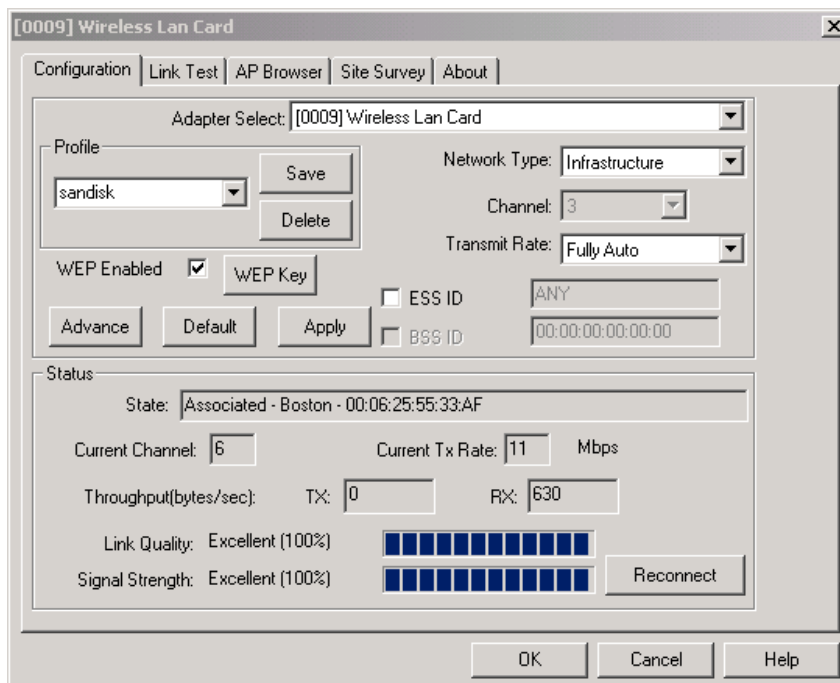 [0009] Wireless Lan Card
Configuration Link Test AP Browser Site Survey About
Adapter Select: [0009] Wireless Lan Card
Profile
sandisk
Save
Delete
Network Type: Infrastructure
Channel: 3
Transmit Rate: Fully Auto
WEP Enabled WEP Key
ESS ID ANY
Advance Default Apply
BSS ID 00:00:00:00:00:00
Status
State: Associated - Boston - 00:06:25:55:33:AF
Current Channel: 6 Current Tx Rate: 11 Mbps
Throughput(bytes/sec): TX: 0 RX: 630
Link Quality: Excellent (100%)
Signal Strength: Excellent (100%)
Reconnect
OK Cancel Help